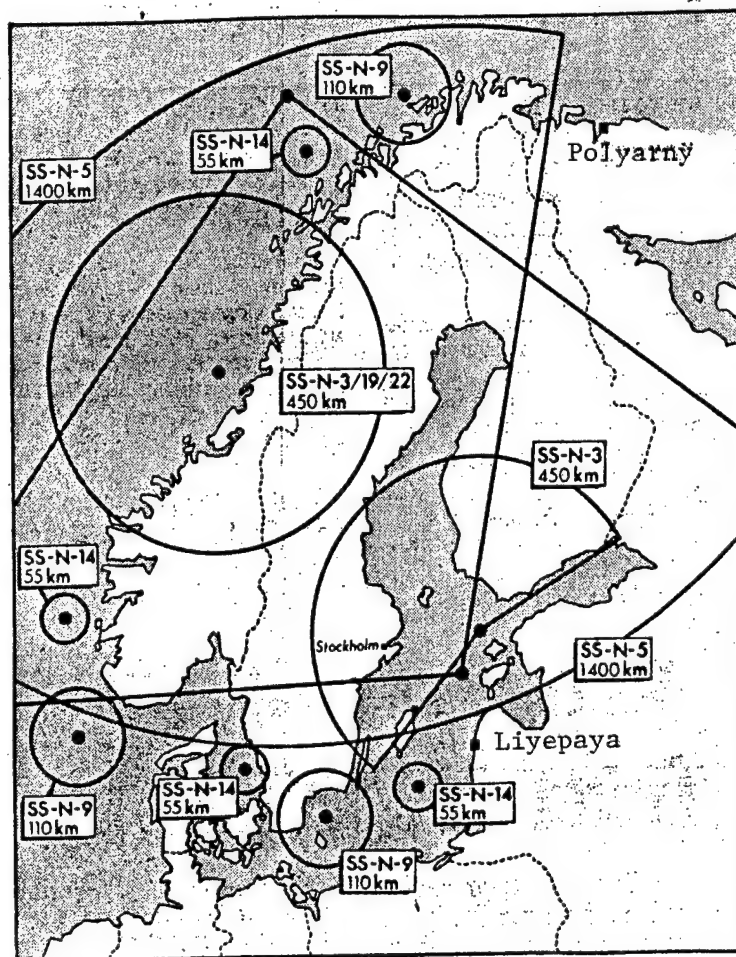 SS-N-9
110 km
SS-N-14
55 km
Polyarny
SS-N-5
1400 km
SS-N-3/19/22
450 km
SS-N-3
450 km
SS-N-14
55 km
Stockholm
SS-N-5
1400 km
Liyepaya
SS-N-14
55 km
SS-N-14
55 km
SS-N-9
110 km
SS-N-9
110 km